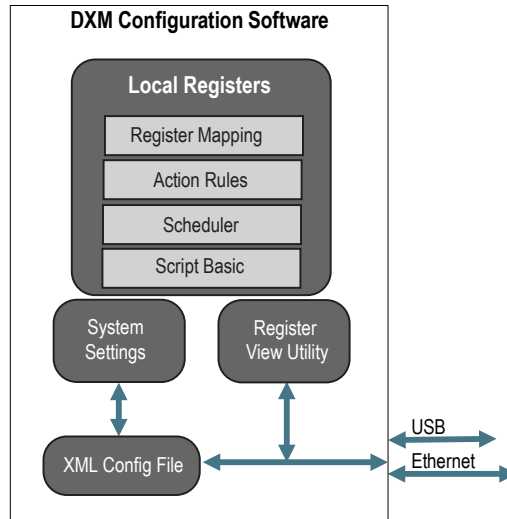 DXM Configuration Software
Local Registers
Register Mapping
Action Rules
Scheduler
Script Basic
System
Settings
Register
View Utility
XML Config File
USB
Ethernet